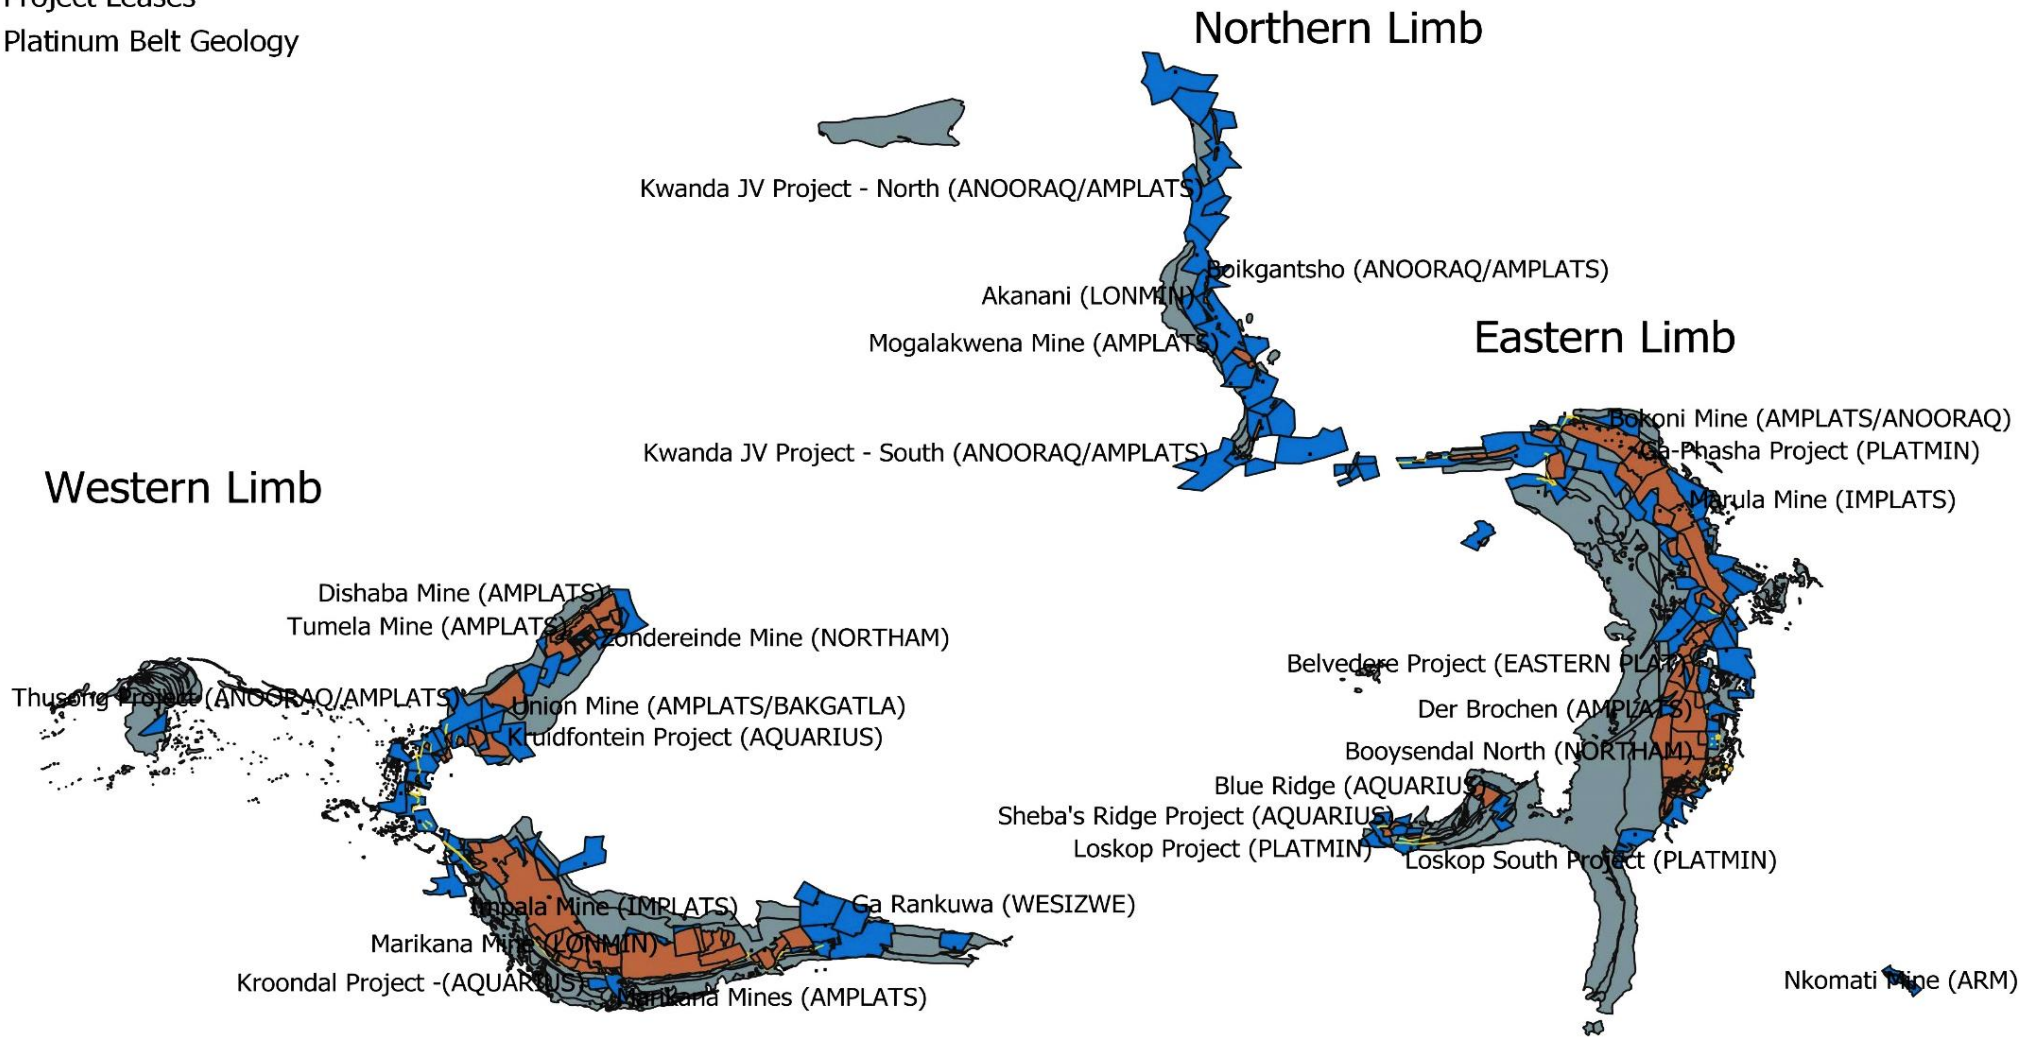 Project Leases
Platinum Belt Geology
Northern Limb
Kwanda JV Project - North (ANOORAQ/AMPLATS)
Boikgantsho (ANOORAQ/AMPLATS)
Akanani (LONMIN)
Mogalakwena Mine (AMPLATS)
Eastern Limb
Bokoni Mine (AMPLATS/ANOORAQ)
Kwanda JV Project - South (ANOORAQ/AMPLATS)
Ga-Phasha Project (PLATMIN)
Western Limb
Marula Mine (IMPLATS)
Dishaba Mine (AMPLATS)
Tumela Mine (AMPLATS)
Zondereinde Mine (NORTHAM)
Belvedere Project (EASTERN PLAT)
Thusong Project (ANOORAQ/AMPLATS)
Union Mine (AMPLATS/BAKGATLA)
Der Brochen (AMPLATS)
Kruidfontein Project (AQUARIUS)
Booysendal North (NORTHAM)
Blue Ridge (AQUARIUS)
Sheba's Ridge Project (AQUARIUS)
Loskop Project (PLATMIN)
Loskop South Project (PLATMIN)
Impala Mine (IMPLATS)
Ga Rankuwa (WESIZWE)
Marikana Mine (LONMIN)
Kroondal Project -(AQUARIUS)
Marikana Mines (AMPLATS)
Nkomati Mine (ARM)